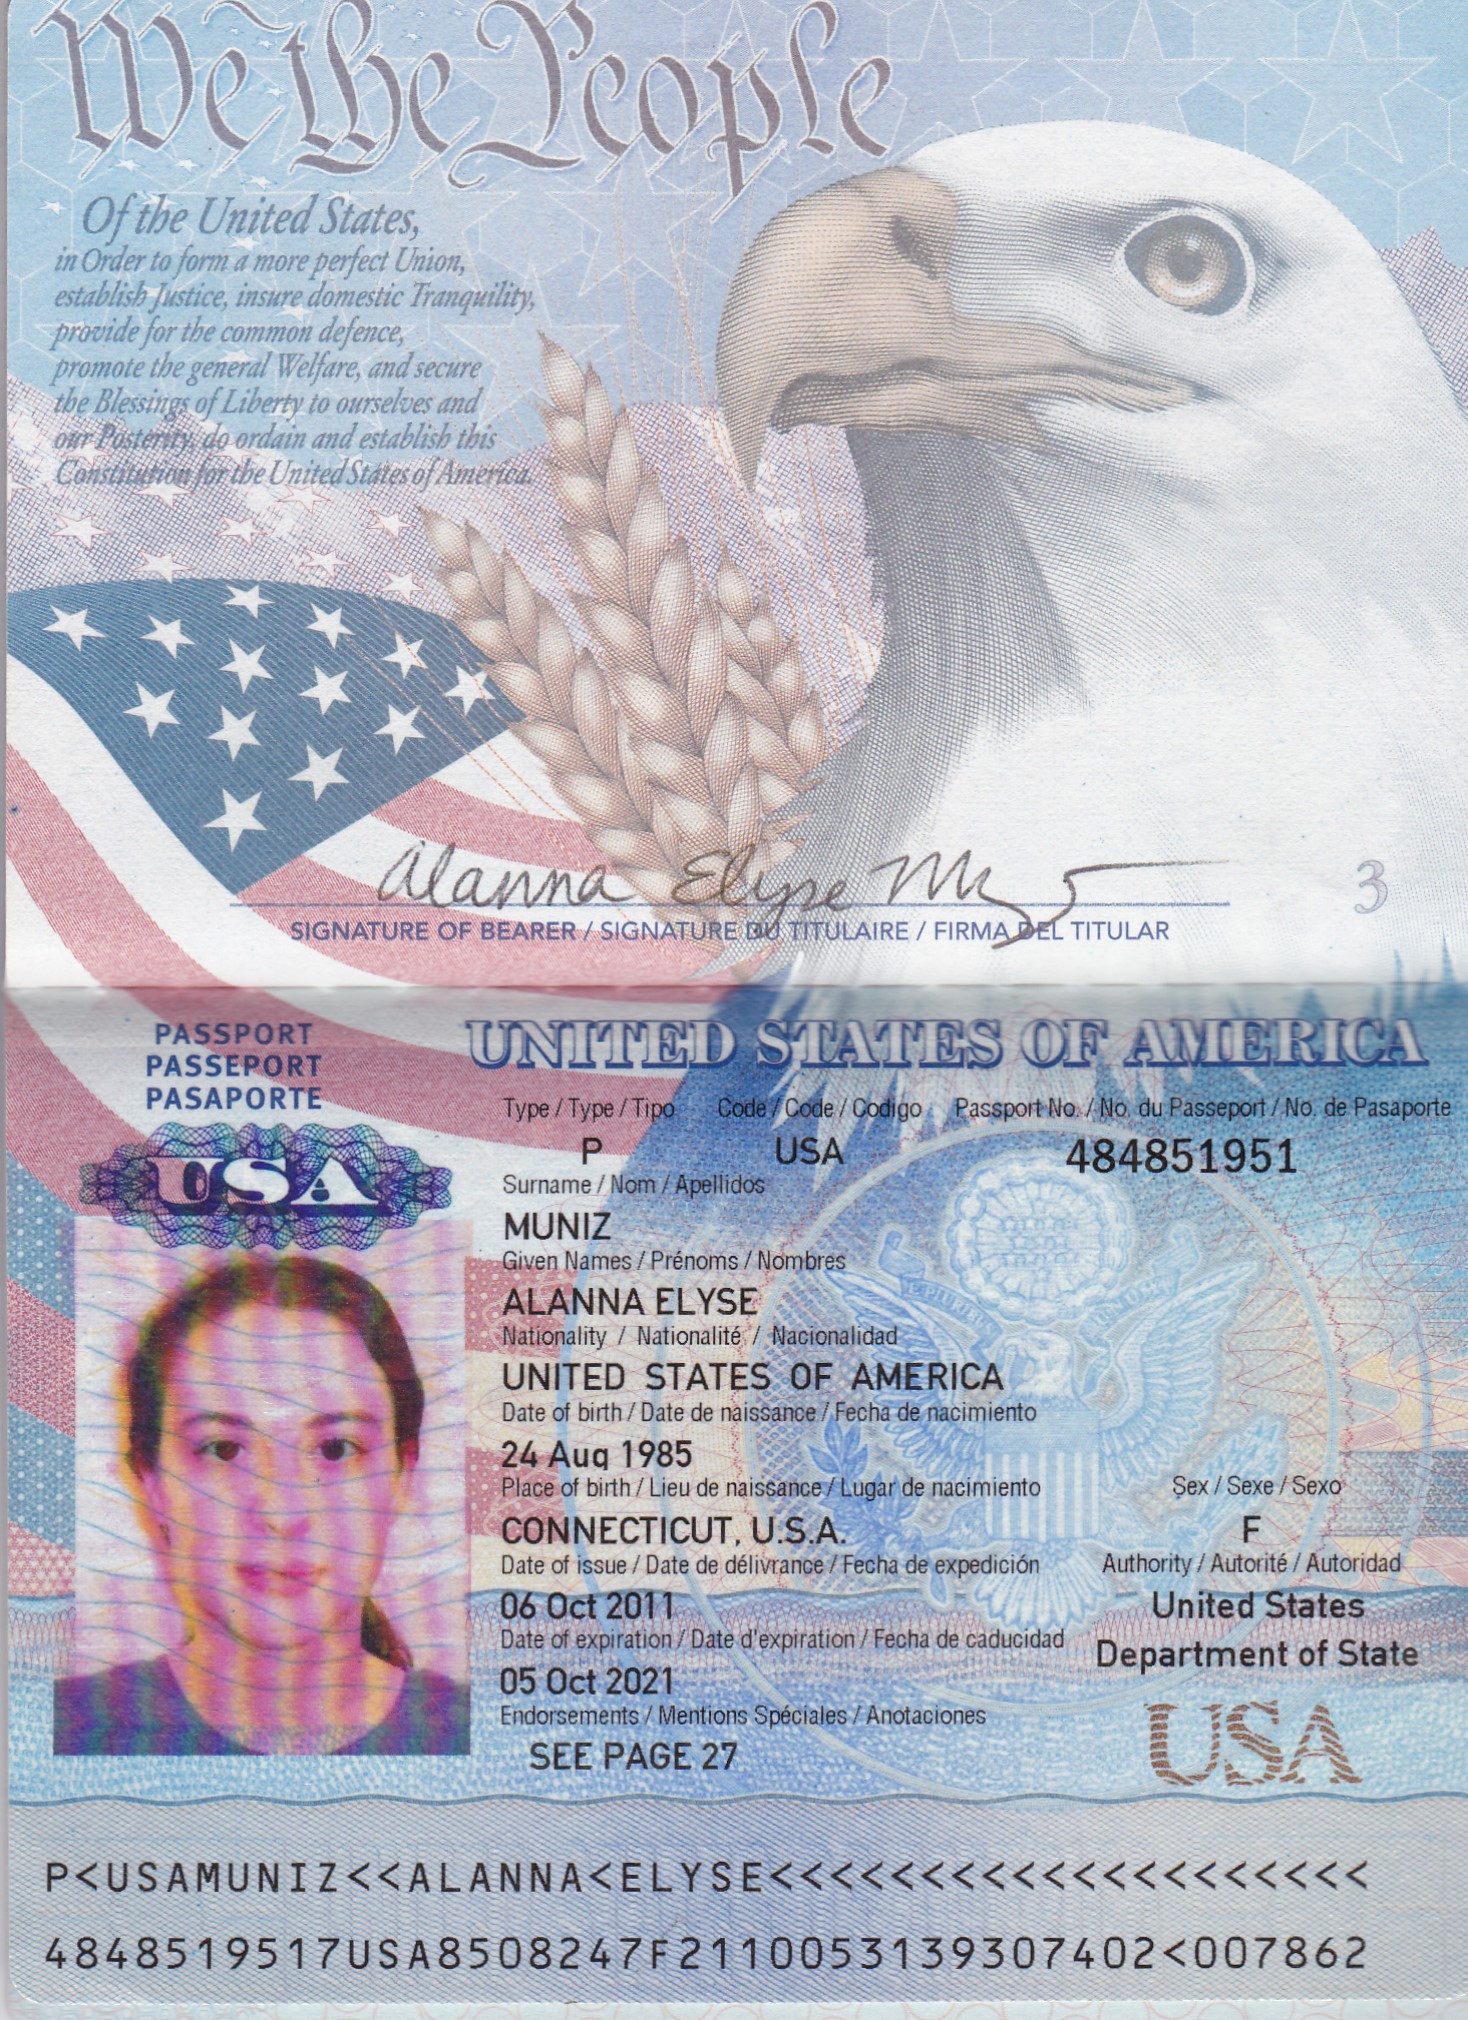 We the People
Of the United States,
in Order to form a more perfect Union,
establish Justice, insure domestic Tranquility,
provide for the common defence,
promote the general Welfare, and secure
the Blessings of Liberty to ourselves and
our Posterity, do ordain and establish this
Constitution for the United States of America.
Alanna Elyse Muniz
3
SIGNATURE OF BEARER / SIGNATURE DU TITULAIRE / FIRMA DEL TITULAR
PASSPORT
PASSEPORT
PASAPORTE
USA
UNITED STATES OF AMERICA
Type / Type / Tipo Code / Code / Codigo Passport No. / No. du Passeport / No. de Pasaporte
P USA 484851951
Surname / Nom / Apellidos
MUNIZ
Given Names / Prénoms / Nombres
ALANNA ELYSE
Nationality / Nationalité / Nacionalidad
UNITED STATES OF AMERICA
Date of birth / Date de naissance / Fecha de nacimiento
24 Aug 1985
Place of birth / Lieu de naissance / Lugar de nacimiento Sex / Sexe / Sexo
CONNECTICUT, U.S.A. F
Date of issue / Date de délivrance / Fecha de expedición Authority / Autorité / Autoridad
06 Oct 2011 United States
Date of expiration / Date d'expiration / Fecha de caducidad Department of State
05 Oct 2021
Endorsements / Mentions Spéciales / Anotaciones
SEE PAGE 27
USA
P<USAMUNIZ<<ALANNA<ELYSE<<<<<<<<<<<<<<<<<<<<
4848519517USA8508247F2110053139307402<007862